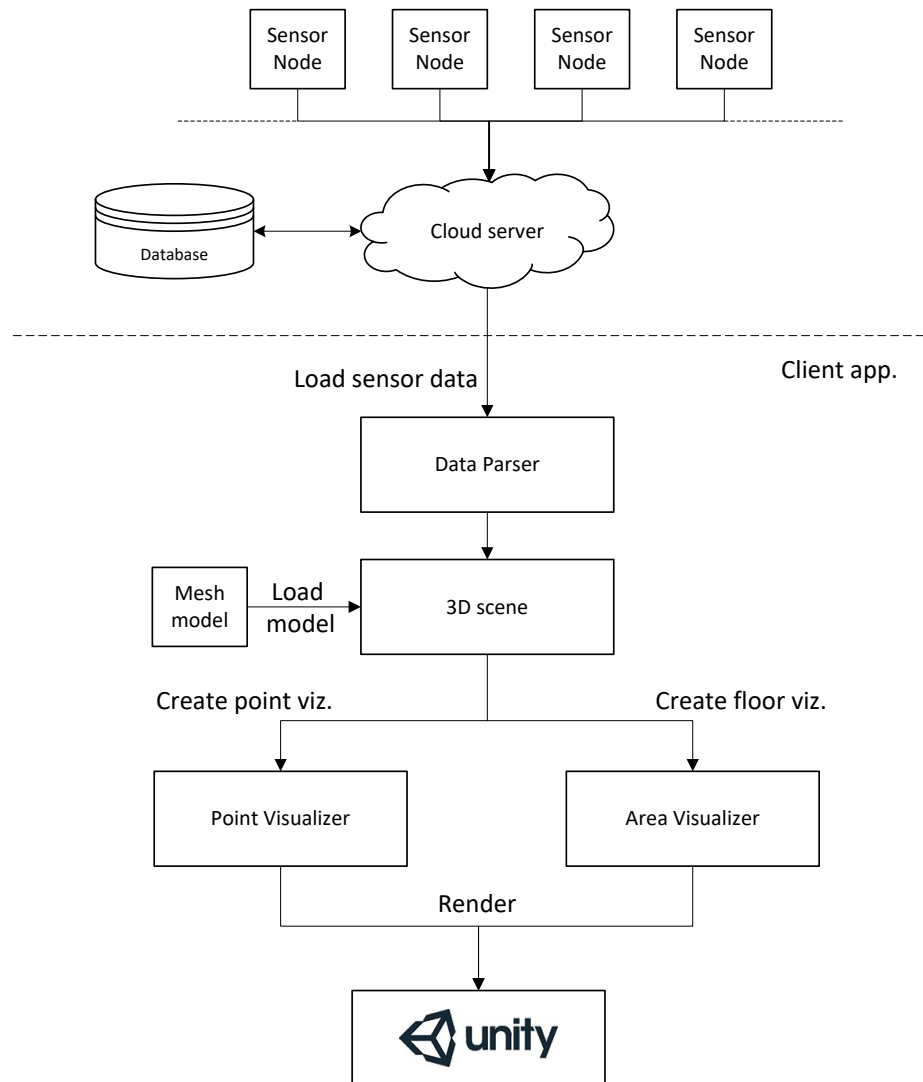 Sensor
Node
Sensor
Node
Sensor
Node
Sensor
Node
Cloud server
Database
Client app.
Load sensor data
Data Parser
Mesh
model
Load
model
3D scene
Create point viz.
Create floor viz.
Point Visualizer
Area Visualizer
Render
unity